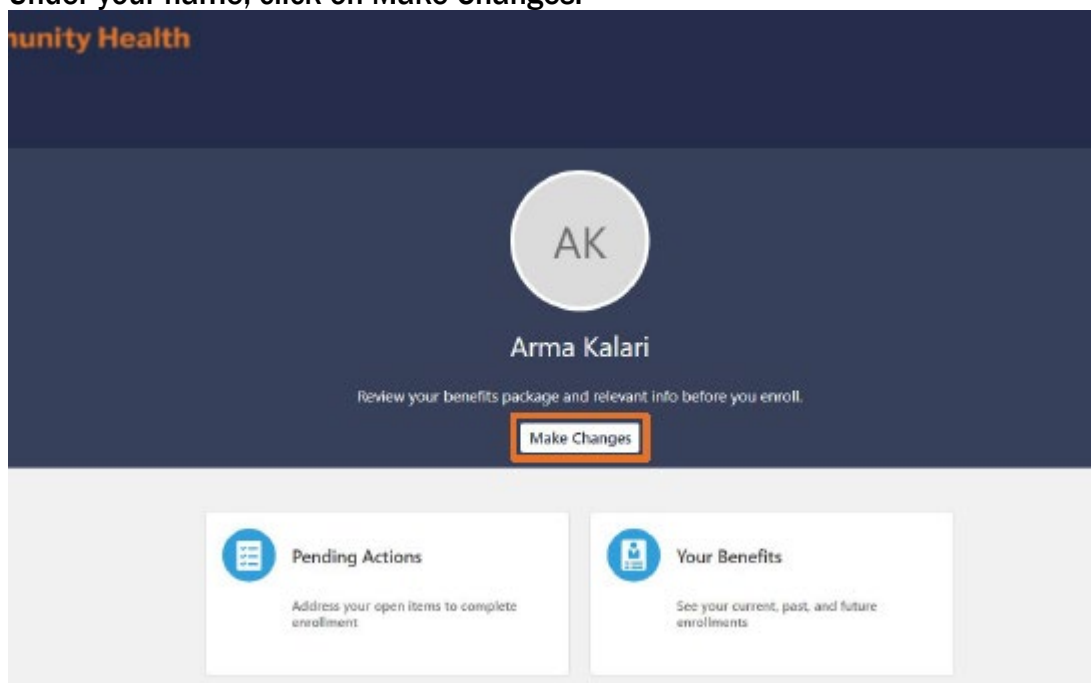 Under your name, click on Make Changes.
munity Health
AK
Arma Kalari
Review your benefits package and relevant info before you enroll.
Make Changes
Pending Actions
Address your open items to complete
enrollment
Your Benefits
See your current, past, and future
enrollments